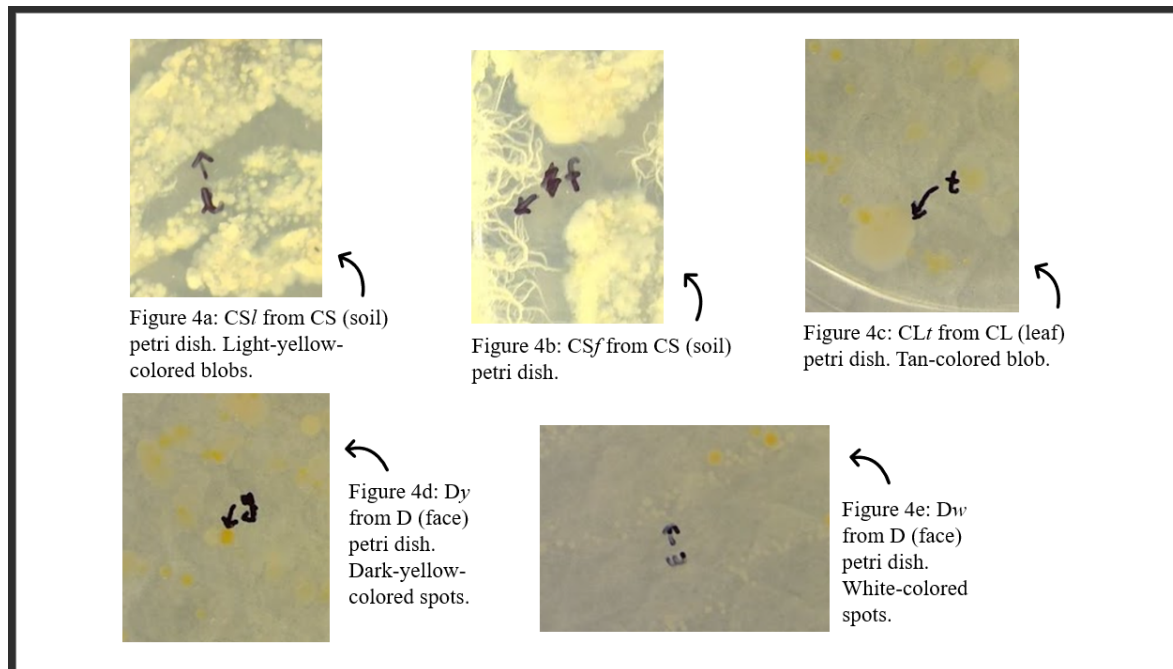 l
f
t
Figure 4a: CSl from CS (soil)
petri dish. Light-yellow-
colored blobs.
Figure 4b: CSf from CS (soil)
petri dish.
Figure 4c: CLt from CL (leaf)
petri dish. Tan-colored blob.
y
Figure 4d: Dy
from D (face)
petri dish.
Dark-yellow-
colored spots.
w
Figure 4e: Dw
from D (face)
petri dish.
White-colored
spots.